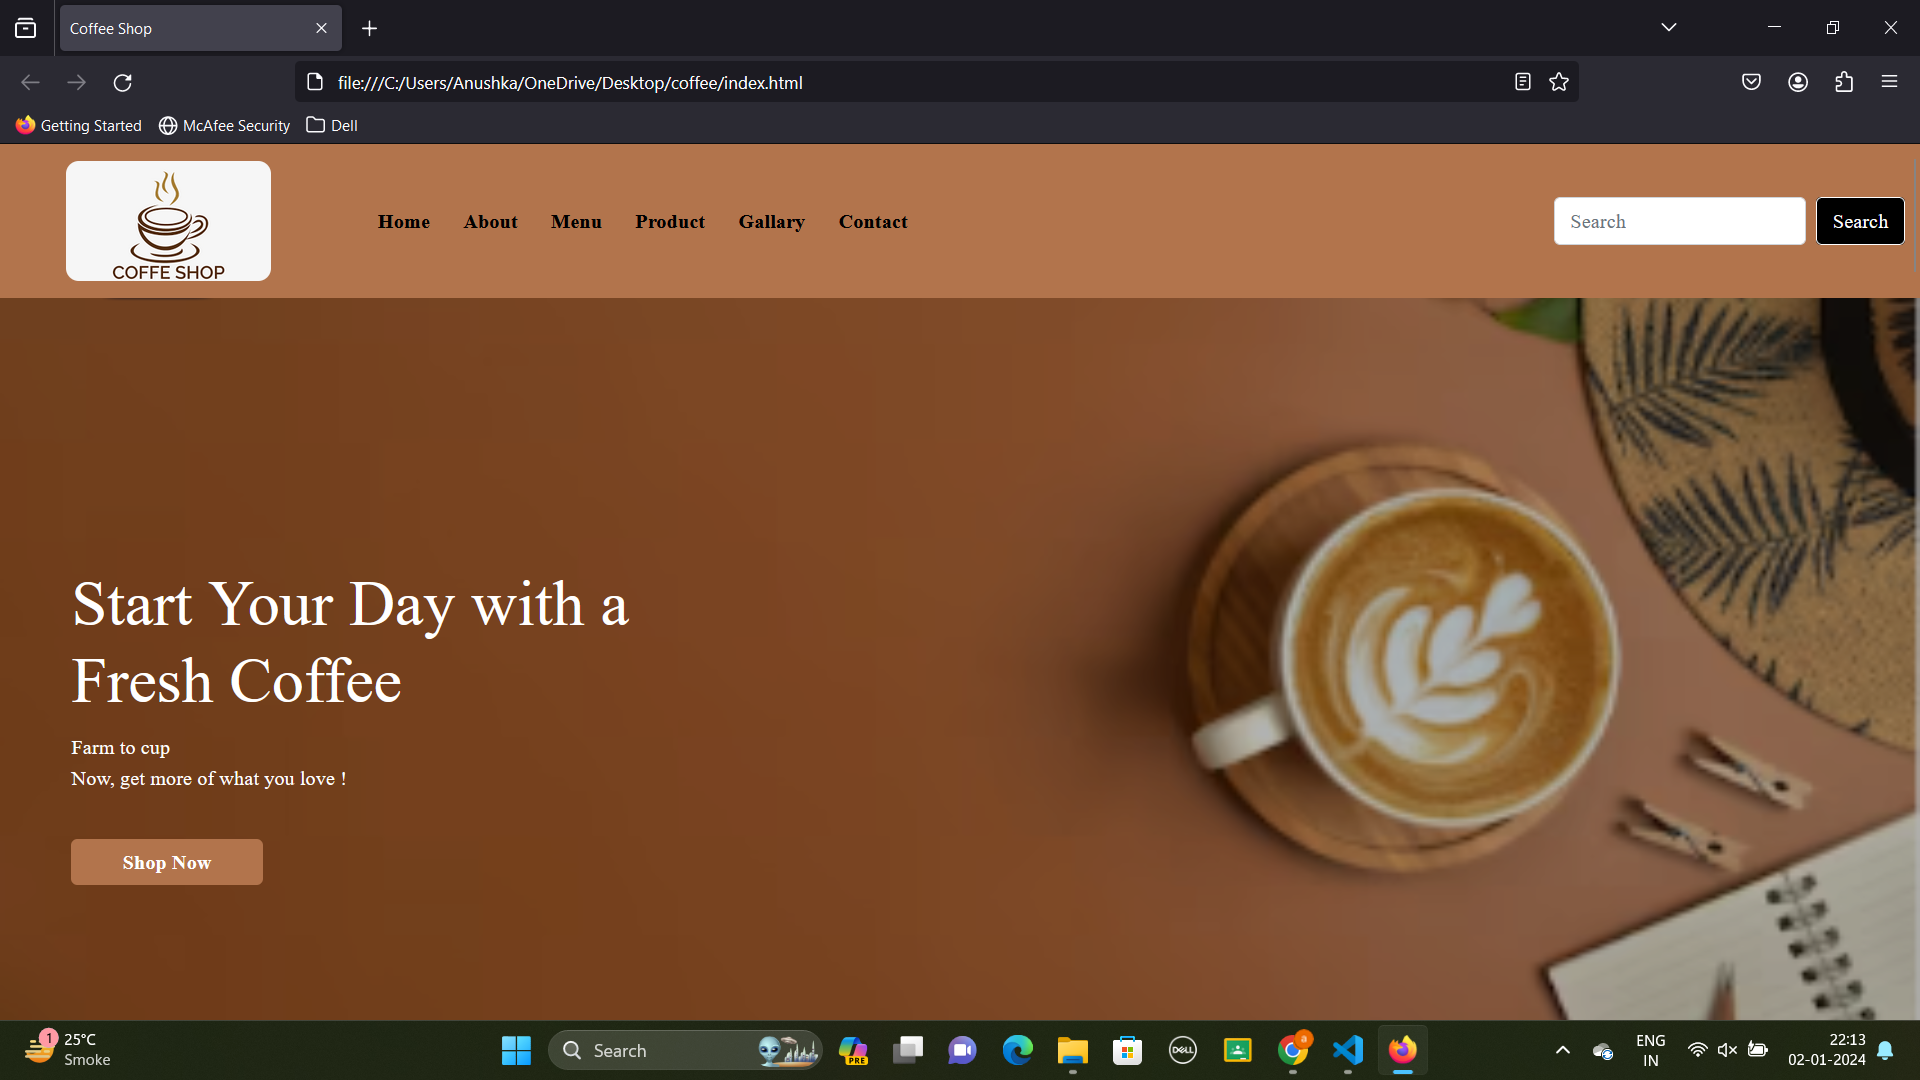 Coffee Shop
file:///C:/Users/Anushka/OneDrive/Desktop/coffee/index.html
Getting Started
McAfee Security
Dell
COFFE SHOP
Home
About
Menu
Product
Gallary
Contact
Search
Search
Start Your Day with a
Fresh Coffee
Farm to cup
Now, get more of what you love !
Shop Now
1
25°C
Smoke
Search
PRE
DELL
a
ENG
IN
22:13
02-01-2024